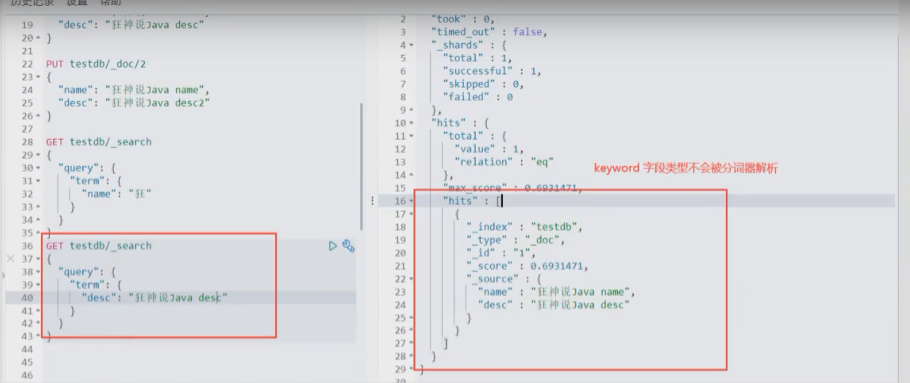 历史记录 设置 帮助
19 "desc": "狂神说Java desc"
20 }
21
22 PUT testdb/_doc/2
23 {
24 "name": "狂神说Java name",
25 "desc": "狂神说Java desc2"
26 }
27
28 GET testdb/_search
29 {
30 "query": {
31 "term": {
32 "name": "狂"
33 }
34 }
35 }
36 GET testdb/_search
37 {
38 "query": {
39 "term": {
40 "desc": "狂神说Java desc"
41 }
42 }
43 }
44
45
46
2 "took" : 0,
3 "timed_out" : false,
4 "_shards" : {
5 "total" : 1,
6 "successful" : 1,
7 "skipped" : 0,
8 "failed" : 0
9 },
10 "hits" : {
11 "total" : {
12 "value" : 1,
13 "relation" : "eq"
14 },
keyword 字段类型不会被分词器解析
15 "max_score" : 0.6931471,
16 "hits" : [
17 {
18 "_index" : "testdb",
19 "_type" : "_doc",
20 "_id" : "1",
21 "_score" : 0.6931471,
22 "_source" : {
23 "name" : "狂神说Java name",
24 "desc" : "狂神说Java desc"
25 }
26 }
27 ]
28 }
29 }